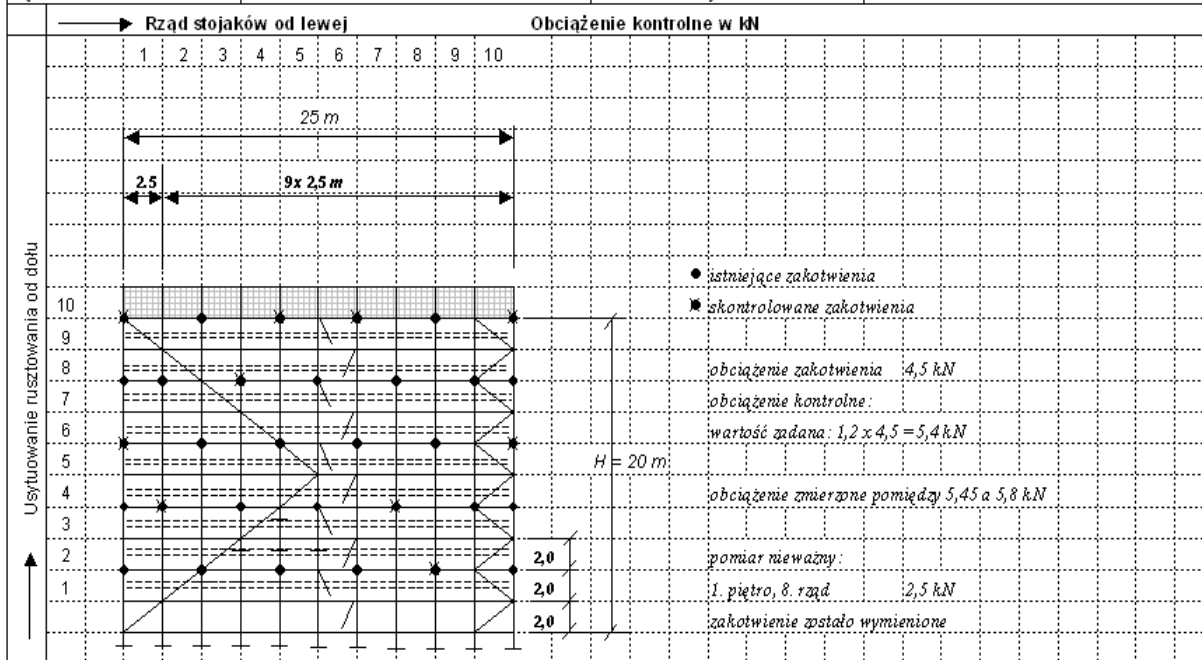 Rząd stojaków od lewej
Obciążenie kontrolne w kN
1 2 3 4 5 6 7 8 9 10
25 m
2.5
9x 2,5 m
Usytuowanie rusztowania od dołu
10
9
8
7
6
5
4
3
2
1
istniejące zakotwienia
skontrolowane zakotwienia
obciążenie zakotwienia 4,5 kN
obciążenie kontrolne:
wartość zadana: 1,2 x 4,5 =5,4 kN
H = 20 m
obciążenie zmierzone pomiędzy 5,45 a 5,8 kN
2,0
pomiar nieważny:
2,0
1. piętro, 8. rząd 2,5 kN
2,0
zakotwienie zostało wymienione